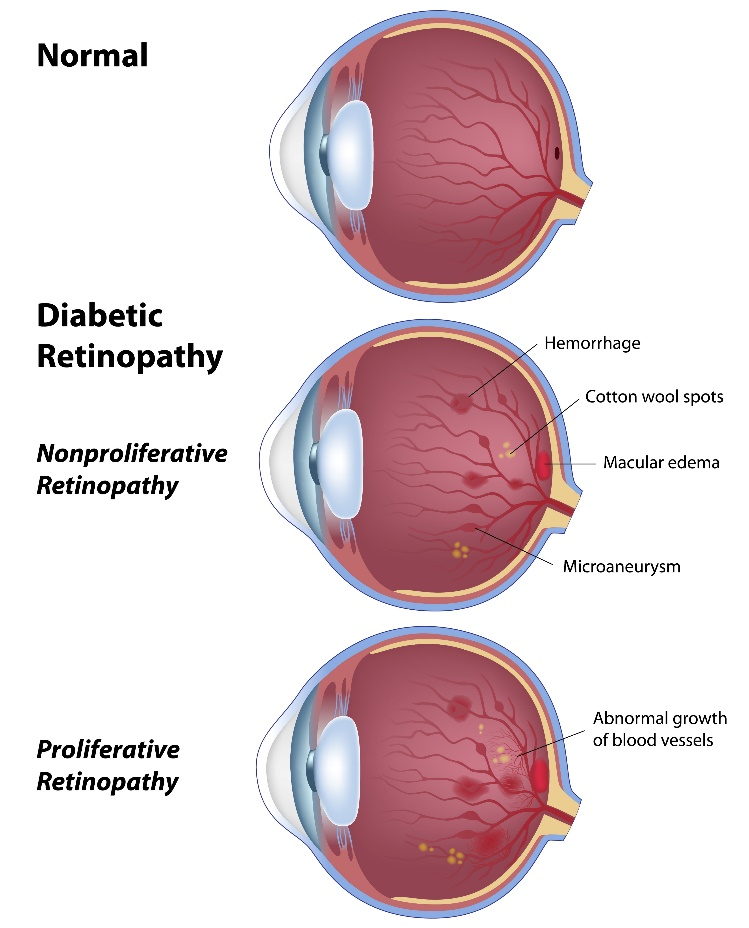 Normal
Diabetic
Retinopathy
Hemorrhage
Cotton wool spots
Nonproliferative
Retinopathy
Macular edema
Microaneurysm
Proliferative
Retinopathy
Abnormal growth
of blood vessels